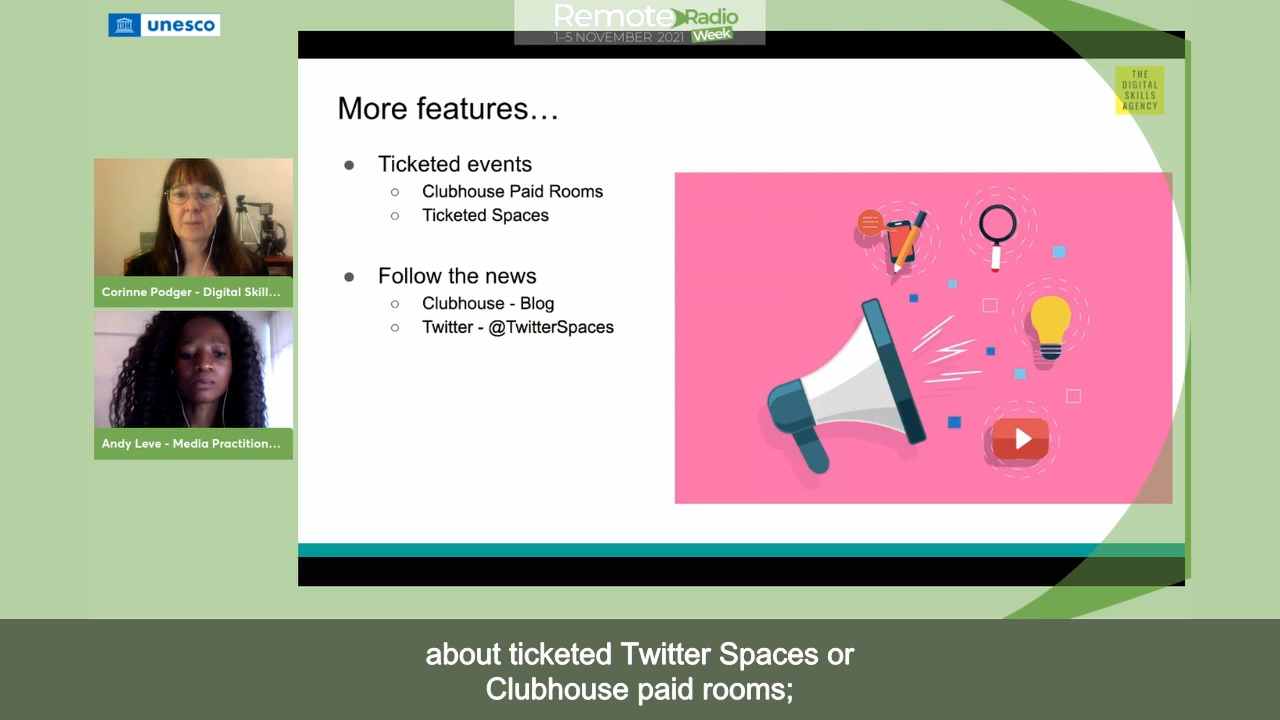 unesco
Remote Radio
1–5 NOVEMBER 2021 Week
THE
DIGITAL
SKILLS
AGENCY
More features…
Ticketed events
Clubhouse Paid Rooms
Ticketed Spaces
Follow the news
Clubhouse - Blog
Twitter - @TwitterSpaces
Corinne Podger - Digital Skill...
Andy Leve - Media Practition...
about ticketed Twitter Spaces or
Clubhouse paid rooms;